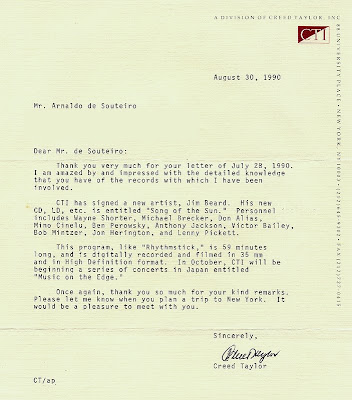 A DIVISION OF CREED TAYLOR, INC
CTI
August 30, 1990
Mr. Arnaldo de Souteiro
Dear Mr. de Souteiro:
Thank you very much for your letter of July 28, 1990.
I am amazed by and impressed with the detailed knowledge
that you have of the records with which I have been
involved.
CTI has signed a new artist, Jim Beard. His new
CD, LD, etc. is entitled "Song of the Sun." Personnel
includes Wayne Shorter, Michael Brecker, Don Alias,
Mino Cinelu, Ben Perowsky, Anthony Jackson, Victor Bailey,
Bob Mintzer, Jon Herington, and Lenny Pickett.
This program, like "Rhythmstick," is 59 minutes
long, and is digitally recorded and filmed in 35 mm
and in High Definition format. In October, CTI will be
beginning a series of concerts in Japan entitled
"Music on the Edge."
Once again, thank you so much for your kind remarks.
Please let me know when you plan a trip to New York. It
would be a pleasure to meet with you.
Sincerely,
Creed Taylor
Creed Taylor
CT/ap
UNIVERSITY PLACE · NEW YORK, NY